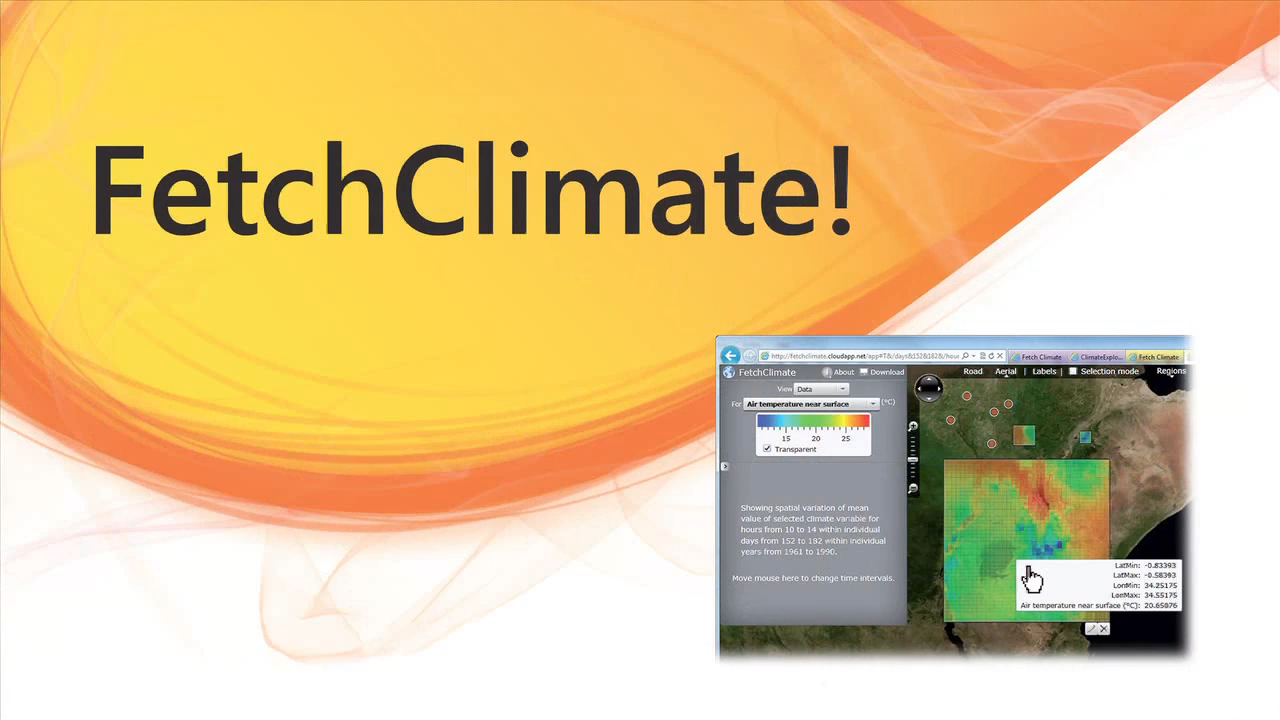 FetchClimate!
http://fetchclimate.cloudapp.net/app#T&/days&152&182&/hour
Fetch Climate
ClimateExplo...
Fetch Climate
FetchClimate
About
Download
Road
Aerial
Labels
Selection mode
Regions
View
Data
For
Air temperature near surface
(°C)
15 20 25
Transparent
Showing spatial variation of mean
value of selected climate variable for
hours from 10 to 14 within individual
days from 152 to 182 within individual
years from 1961 to 1990.
Move mouse here to change time intervals.
LatMin: -0.83393
LatMax: -0.58393
LonMin: 34.25175
LonMax: 34.55175
Air temperature near surface (°C): 20.65876